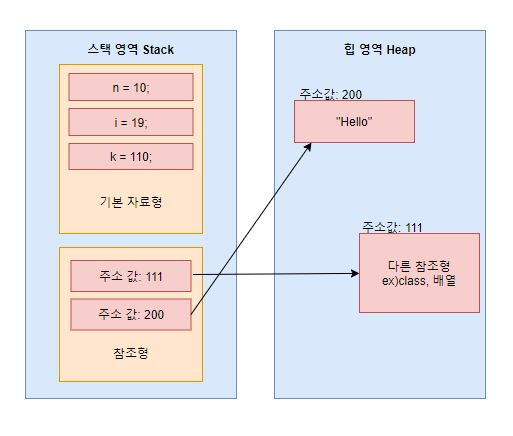 스택 영역 Stack
n = 10;
i = 19;
k = 110;
기본 자료형
주소 값: 111
주소 값: 200
참조형
힙 영역 Heap
주소값: 200
"Hello"
주소값: 111
다른 참조형
ex)class, 배열